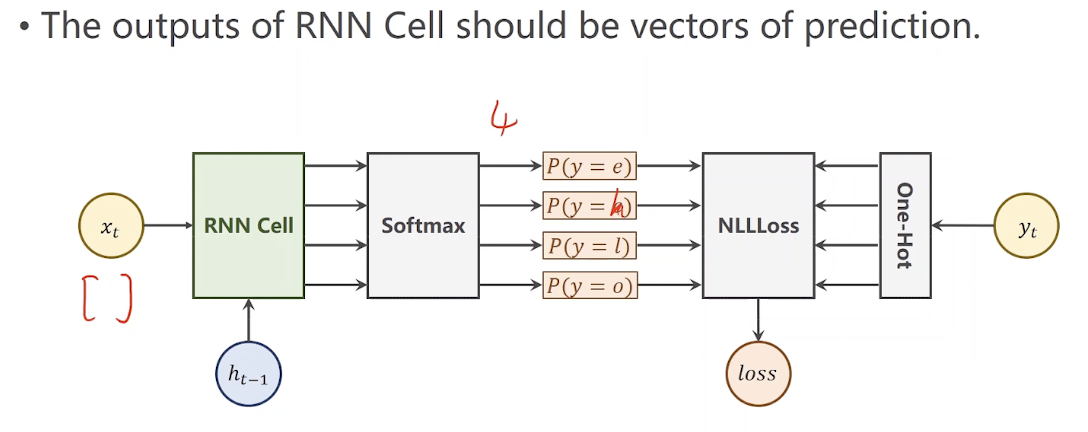 • The outputs of RNN Cell should be vectors of prediction.
4
P(y = e)
P(y = h)
P(y = l)
P(y = o)
x_t
RNN Cell
Softmax
NLLLoss
One-Hot
y_t
[ ]
h_{t-1}
loss